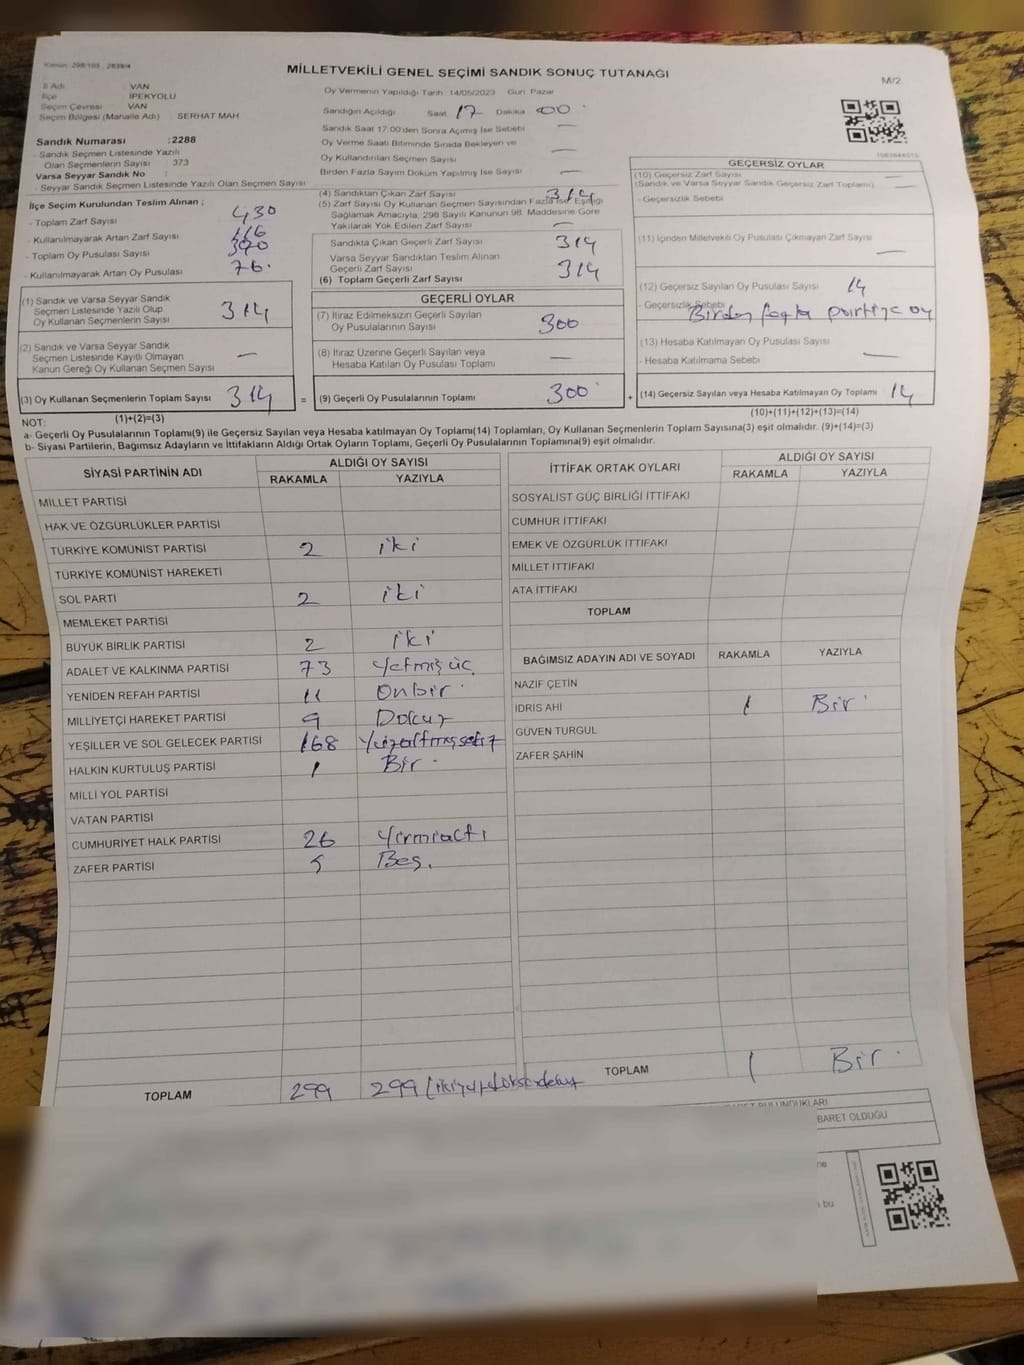 Kanun: 298/105, 2839/4
MİLLETVEKİLİ GENEL SEÇİMİ SANDIK SONUÇ TUTANAĞI
M/2
İl Adı : VAN
İlçe : İPEKYOLU
Seçim Çevresi : VAN
Seçim Bölgesi (Mahalle Adı) : SERHAT MAH
Sandık Numarası :2288
- Sandık Seçmen Listesinde Yazılı
Olan Seçmenlerin Sayısı : 373
Varsa Seyyar Sandık No :
- Seyyar Sandık Seçmen Listesinde Yazılı Olan Seçmen Sayısı
İlçe Seçim Kurulundan Teslim Alınan ;
- Toplam Zarf Sayısı 430
- Kullanılmayarak Artan Zarf Sayısı 116
- Toplam Oy Pusulası Sayısı 390
- Kullanılmayarak Artan Oy Pusulası 76
Oy Vermenin Yapıldığı Tarih : 14/05/2023 Gün: Pazar
Sandığın Açıldığı Saat 17 Dakika 00
Sandık Saat 17:00'den Sonra Açılmış İse Sebebi —
Oy Verme Saati Bitiminde Sırada Bekleyen ve
Oy Kullandırılan Seçmen Sayısı —
Birden Fazla Sayım Döküm Yapılmış İse Sayısı —
(4) Sandıktan Çıkan Zarf Sayısı 314
(5) Zarf Sayısı Oy Kullanan Seçmen Sayısından Fazla İse, Eşitliği
Sağlamak Amacıyla, 298 Sayılı Kanunun 98. Maddesine Göre
Yakılarak Yok Edilen Zarf Sayısı —
Sandıkta Çıkan Geçerli Zarf Sayısı 314
Varsa Seyyar Sandıktan Teslim Alınan
Geçerli Zarf Sayısı
(6) Toplam Geçerli Zarf Sayısı 314
GEÇERSİZ OYLAR
(10) Geçersiz Zarf Sayısı —
(Sandık ve Varsa Seyyar Sandık Geçersiz Zarf Toplamı) —
- Geçersizlik Sebebi
(11) İçinden Milletvekili Oy Pusulası Çıkmayan Zarf Sayısı
—
(12) Geçersiz Sayılan Oy Pusulası Sayısı 14
- Geçersizlik Sebebi Birden fazla partiye oy
(13) Hesaba Katılmayan Oy Pusulası Sayısı
- Hesaba Katılmama Sebebi —
(1) Sandık ve Varsa Seyyar Sandık
Seçmen Listesinde Yazılı Olup
Oy Kullanan Seçmenlerin Sayısı 314
(2) Sandık ve Varsa Seyyar Sandık
Seçmen Listesinde Kayıtlı Olmayan
Kanun Gereği Oy Kullanan Seçmen Sayısı —
GEÇERLİ OYLAR
(7) İtiraz Edilmeksizin Geçerli Sayılan
Oy Pusulalarının Sayısı 300
(8) İtiraz Üzerine Geçerli Sayılan veya
Hesaba Katılan Oy Pusulası Toplamı —
(3) Oy Kullanan Seçmenlerin Toplam Sayısı 314 = (9) Geçerli Oy Pusulalarının Toplamı 300 + (14) Geçersiz Sayılan veya Hesaba Katılmayan Oy Toplamı 14
(1)+(2)=(3) (10)+(11)+(12)+(13)=(14)
NOT:
a- Geçerli Oy Pusulalarının Toplamı(9) ile Geçersiz Sayılan veya Hesaba katılmayan Oy Toplamı(14) Toplamları, Oy Kullanan Seçmenlerin Toplam Sayısına(3) eşit olmalıdır. (9)+(14)=(3)
b- Siyasi Partilerin, Bağımsız Adayların ve İttifakların Aldığı Ortak Oyların Toplamı, Geçerli Oy Pusulalarının Toplamına(9) eşit olmalıdır.
SİYASİ PARTİNİN ADI ALDIĞI OY SAYISI
RAKAMLA YAZIYLA
MİLLET PARTİSİ
HAK VE ÖZGÜRLÜKLER PARTİSİ
TÜRKİYE KOMÜNİST PARTİSİ 2 iki
TÜRKİYE KOMÜNİST HAREKETİ
SOL PARTİ 2 iki
MEMLEKET PARTİSİ
BÜYÜK BİRLİK PARTİSİ 2 iki
ADALET VE KALKINMA PARTİSİ 73 Yetmiş üç
YENİDEN REFAH PARTİSİ 11 Onbir
MİLLİYETÇİ HAREKET PARTİSİ 9 Dokuz
YEŞİLLER VE SOL GELECEK PARTİSİ 168 Yüzaltmışsekiz
HALKIN KURTULUŞ PARTİSİ 1 Bir
MİLLİ YOL PARTİSİ
VATAN PARTİSİ
CUMHURİYET HALK PARTİSİ 26 Yirmialtı
ZAFER PARTİSİ 5 Beş
TOPLAM 299 299 (ikiyüzdoksandokuz
İTTİFAK ORTAK OYLARI ALDIĞI OY SAYISI
RAKAMLA YAZIYLA
SOSYALİST GÜÇ BİRLİĞİ İTTİFAKI
CUMHUR İTTİFAKI
EMEK VE ÖZGÜRLÜK İTTİFAKI
MİLLET İTTİFAKI
ATA İTTİFAKI
TOPLAM
BAĞIMSIZ ADAYIN ADI VE SOYADI RAKAMLA YAZIYLA
NAZIF ÇETİN
İDRİS AHİ 1 Bir
GÜVEN TURGUL
ZAFER ŞAHİN
TOPLAM 1 Bir
BULUNDUKLARI
İBARET OLDUĞU
bu